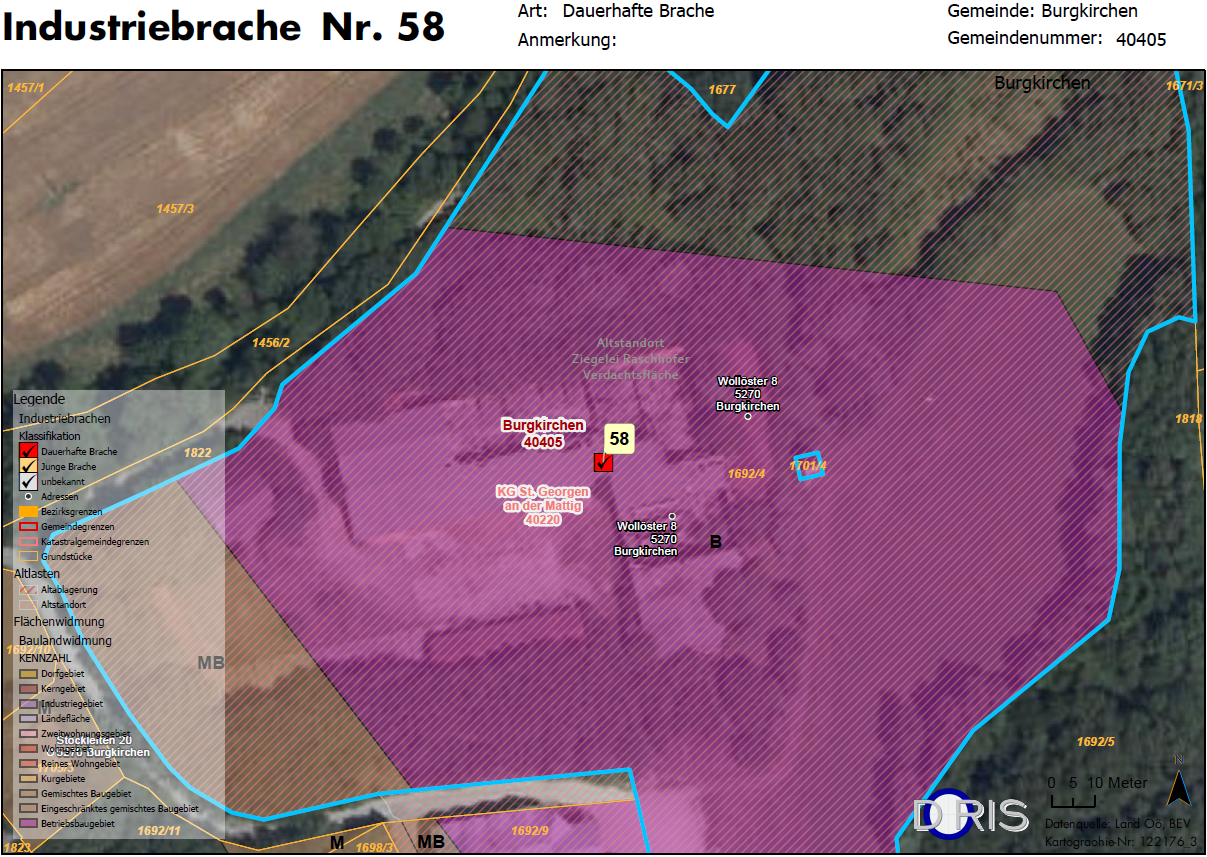 Industriebrache Nr. 58
Art: Dauerhafte Brache
Anmerkung:
Gemeinde: Burgkirchen
Gemeindenummer: 40405
1457/1
1677
Burgkirchen
1671/3
1457/3
1456/2
Altstandort
Ziegelei Raschhofer
Verdachtsfläche
Wollöster 8
5270
Burgkirchen
Burgkirchen
40405
58
1818
1822
1692/4
1701/4
KG St. Georgen
an der Mattig
40220
Wollöster 8
5270
Burgkirchen
B
Legende
Industriebrachen
Klassifikation
Dauerhafte Brache
Junge Brache
unbekannt
Adressen
Bezirksgrenzen
Gemeindegrenzen
Katastralgemeindegrenzen
Grundstücke
Altlasten
Altablagerung
Altstandort
Flächenwidmung
Baulandwidmung
KENNZAHL
Dorfgebiet
Kerngebiet
Industriegebiet
Ländefläche
Zweitwohnungsgebiet
Wohngebiet
Reines Wohngebiet
Kurgebiete
Gemischtes Baugebiet
Eingeschränktes gemischtes Baugebiet
Betriebsbaugebiet
1692/10
MB
M
Stockleiten 20
5270 Burgkirchen
1692/5
N
0 5 10 Meter
DORIS
Datenquelle: Land Oö, BEV
Kartographie-Nr: 122176_3
1692/11
1692/9
M
MB
1698/3
1823